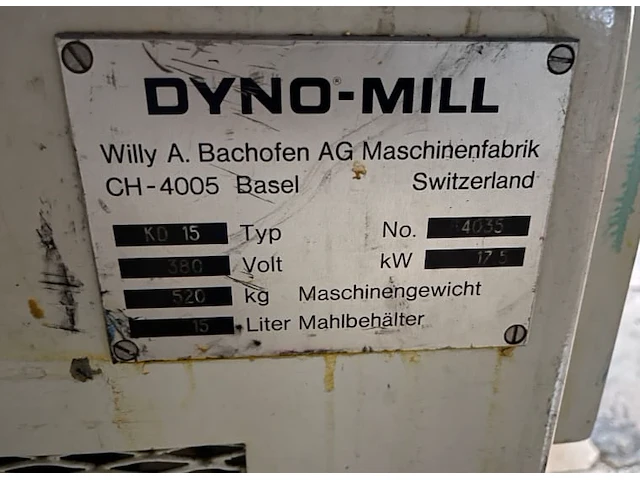 DYNO®-MILL
Willy A. Bachofen AG Maschinenfabrik
CH-4005 Basel Switzerland
KD 15 Typ No. 4035
380 Volt kW 17.5
520 kg Maschinengewicht
15 Liter Mahlbehälter